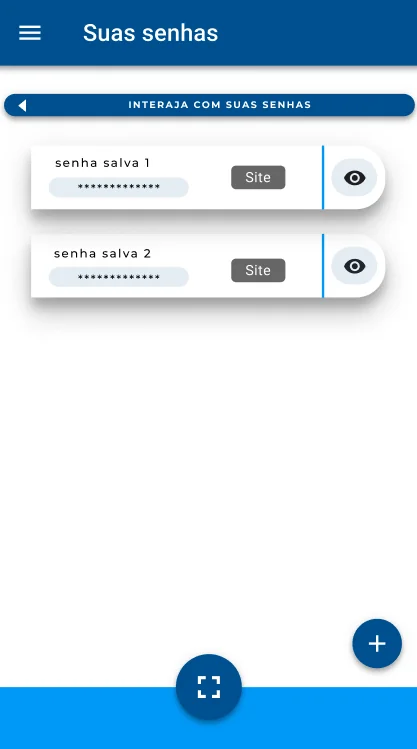 Suas senhas
INTERAJA COM SUAS SENHAS
senha salva 1
*************
Site
senha salva 2
*************
Site